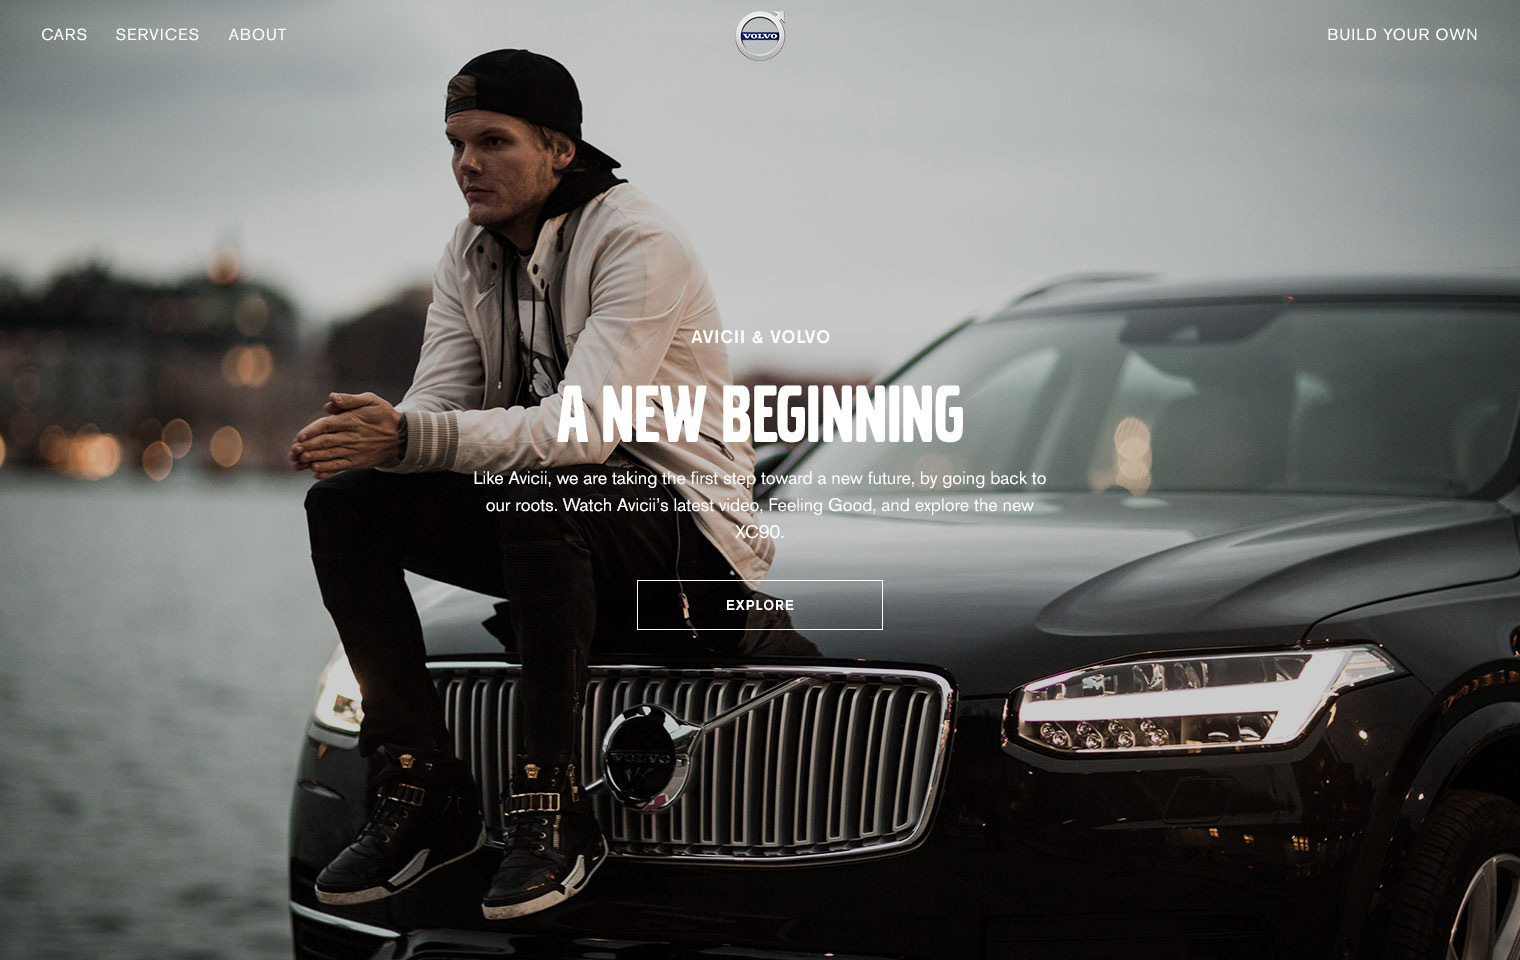 CARS SERVICES ABOUT VOLVO BUILD YOUR OWN
AVICII & VOLVO
A NEW BEGINNING
Like Avicii, we are taking the first step toward a new future, by going back to
our roots. Watch Avicii’s latest video, Feeling Good, and explore the new
XC90.
EXPLORE
VOLVO